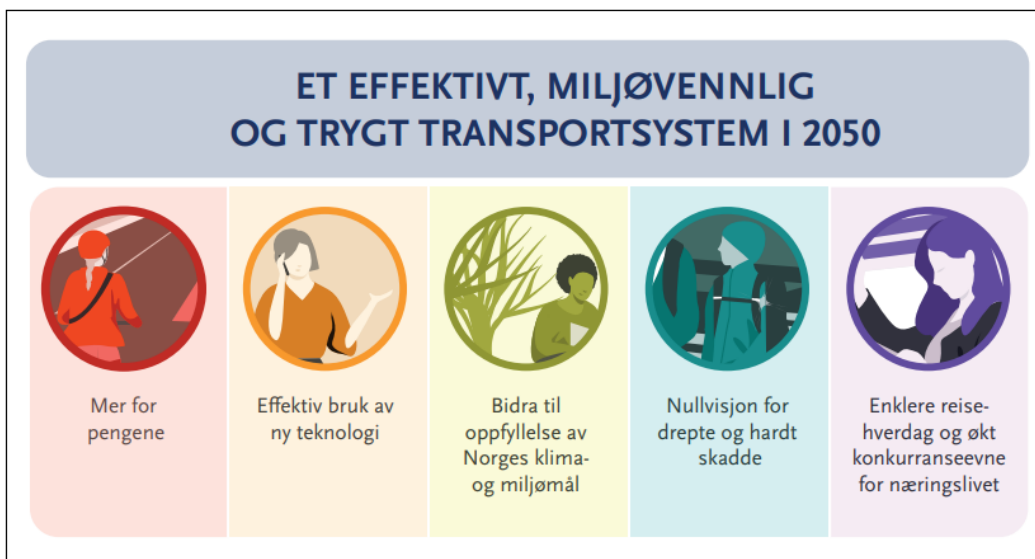 ET EFFEKTIVT, MILJØVENNLIG
OG TRYGT TRANSPORTSYSTEM I 2050
Mer for
pengene
Effektiv bruk av
ny teknologi
Bidra til
oppfyllelse av
Norges klima-
og miljømål
Nullvisjon for
drepte og hardt
skadde
Enklere reise-
hverdag og økt
konkurranseevne
for næringslivet